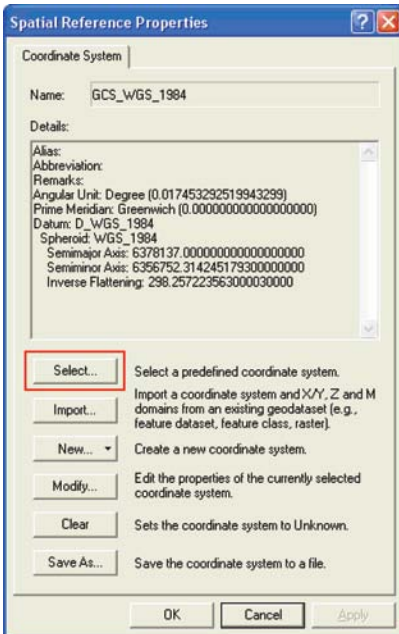 Spatial Reference Properties
Coordinate System
Name: GCS_WGS_1984
Details:
Alias:
Abbreviation:
Remarks:
Angular Unit: Degree (0.017453292519943299)
Prime Meridian: Greenwich (0.000000000000000000)
Datum: D_WGS_1984
Spheroid: WGS_1984
Semimajor Axis: 6378137.000000000000000000
Semiminor Axis: 6356752.314245179300000000
Inverse Flattening: 298.257223563000030000
Select... Select a predefined coordinate system.
Import... Import a coordinate system and X/Y, Z and M
domains from an existing geodataset (e.g.,
feature dataset, feature class, raster).
New... Create a new coordinate system.
Modify... Edit the properties of the currently selected
coordinate system.
Clear Sets the coordinate system to Unknown.
Save As... Save the coordinate system to a file.
OK Cancel Apply